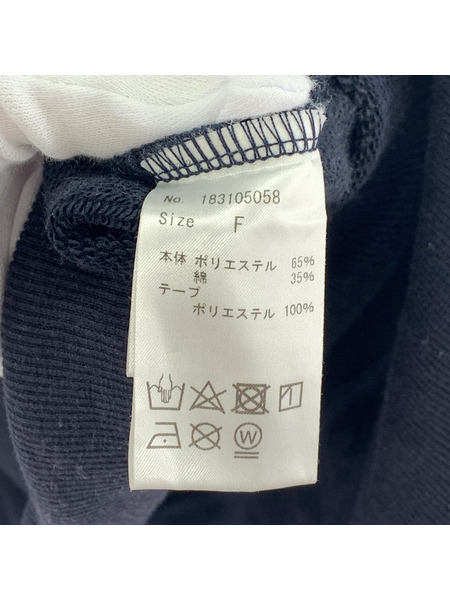 No. 183105058
Size F
本体 ポリエステル 65%
綿 35%
テープ
ポリエステル 100%
W